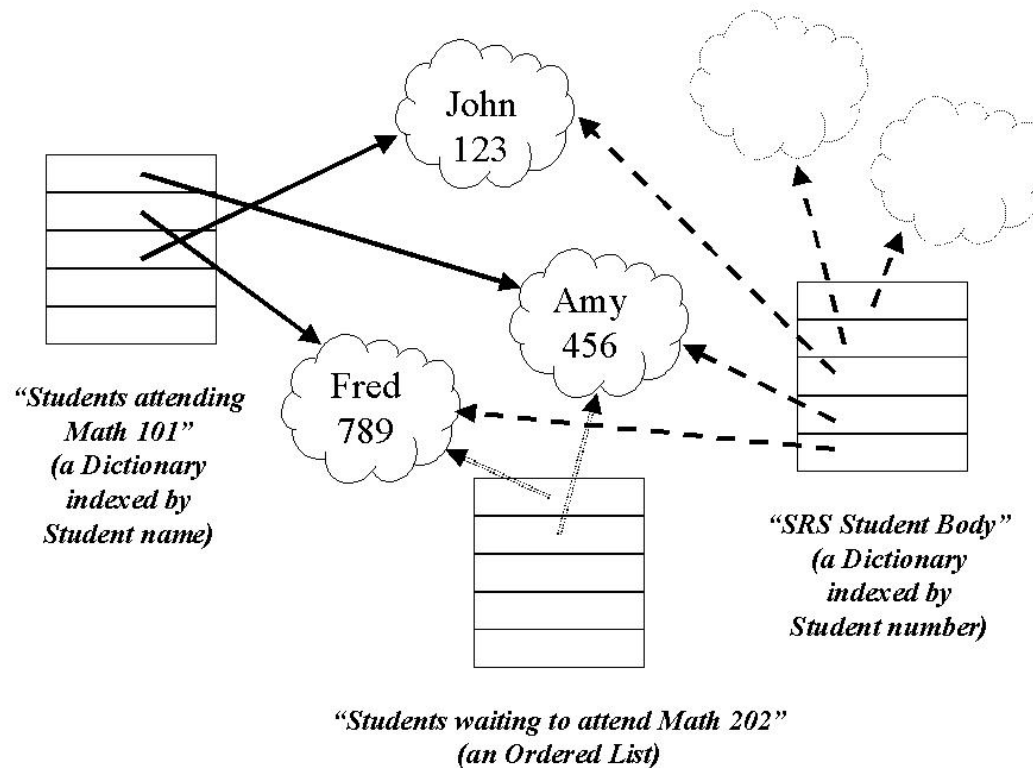 John
123
Amy
456
Fred
789
“Students attending
Math 101”
(a Dictionary
indexed by
Student name)
“SRS Student Body”
(a Dictionary
indexed by
Student number)
“Students waiting to attend Math 202”
(an Ordered List)